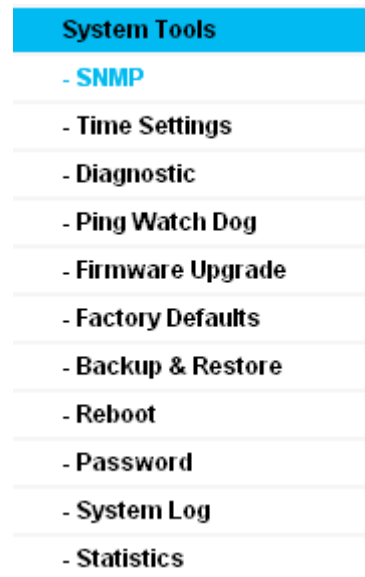 System Tools
- SNMP
- Time Settings
- Diagnostic
- Ping Watch Dog
- Firmware Upgrade
- Factory Defaults
- Backup & Restore
- Reboot
- Password
- System Log
- Statistics